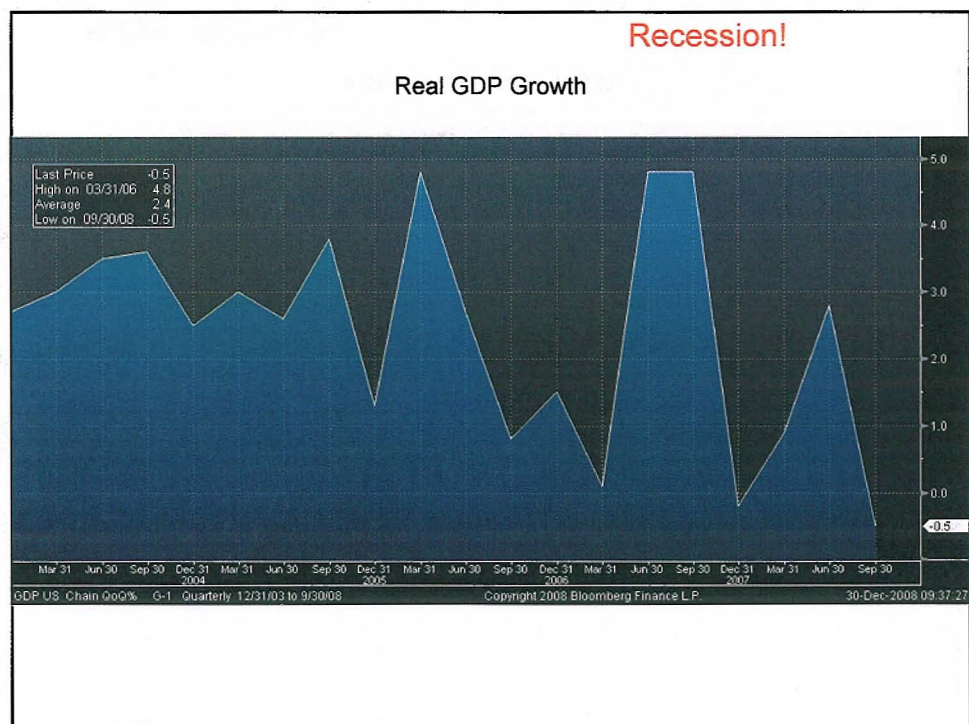 Recession!
Real GDP Growth
Last Price -0.5
High on 03/31/06 4.8
Average 2.4
Low on 09/30/08 -0.5
5.0
4.0
3.0
2.0
1.0
0.0
-0.5
Mar 31 Jun 30 Sep 30 Dec 31 Mar 31 Jun 30 Sep 30 Dec 31 Mar 31 Jun 30 Sep 30 Dec 31 Mar 31 Jun 30 Sep 30 Dec 31 Mar 31 Jun 30 Sep 30
2004 2005 2006 2007
GDP US Chain QoQ% G-1 Quarterly 12/31/03 to 9/30/08 Copyright 2008 Bloomberg Finance L.P. 30-Dec-2008 09:37:27